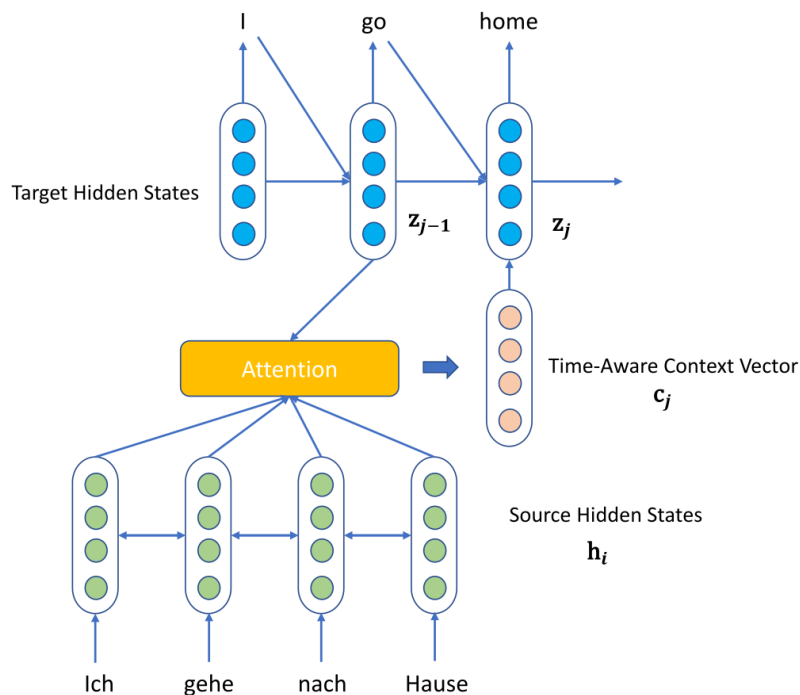 I go home
Target Hidden States
z_{j−1} z_j
Attention
Time-Aware Context Vector
c_j
Source Hidden States
h_i
Ich gehe nach Hause